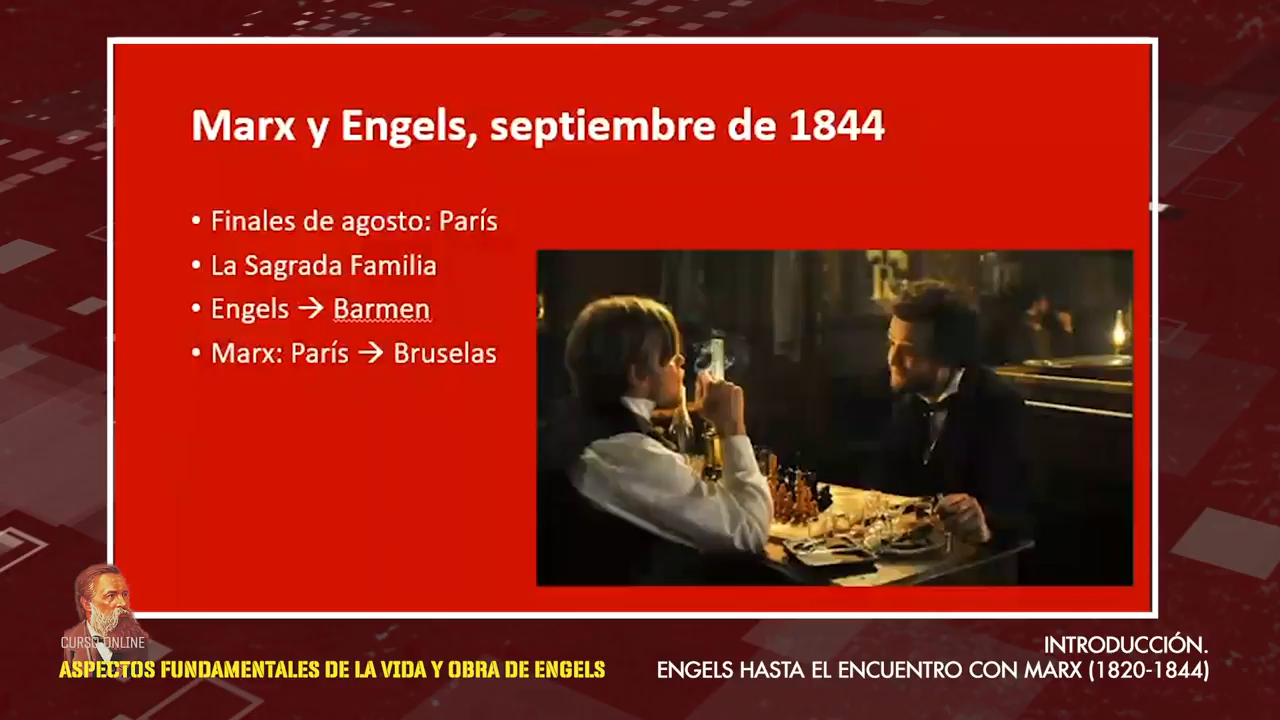 Marx y Engels, septiembre de 1844
• Finales de agosto: París
• La Sagrada Familia
• Engels → Barmen
• Marx: París → Bruselas
CURSO ONLINE
ASPECTOS FUNDAMENTALES DE LA VIDA Y OBRA DE ENGELS
INTRODUCCIÓN.
ENGELS HASTA EL ENCUENTRO CON MARX (1820-1844)